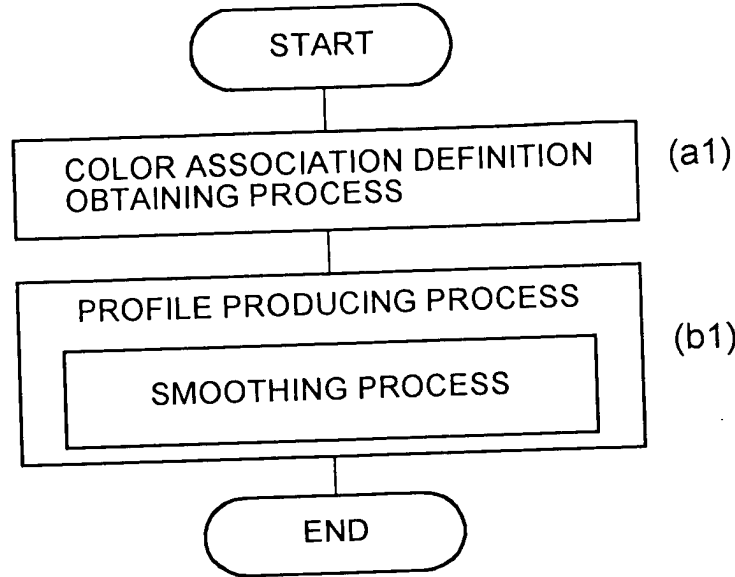 START
COLOR ASSOCIATION DEFINITION
OBTAINING PROCESS
(a1)
PROFILE PRODUCING PROCESS
(b1)
SMOOTHING PROCESS
END